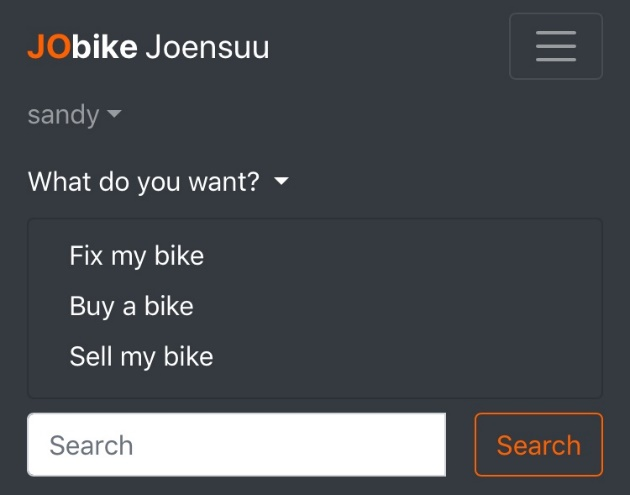 JObike Joensuu
sandy
What do you want?
Fix my bike
Buy a bike
Sell my bike
Search Search